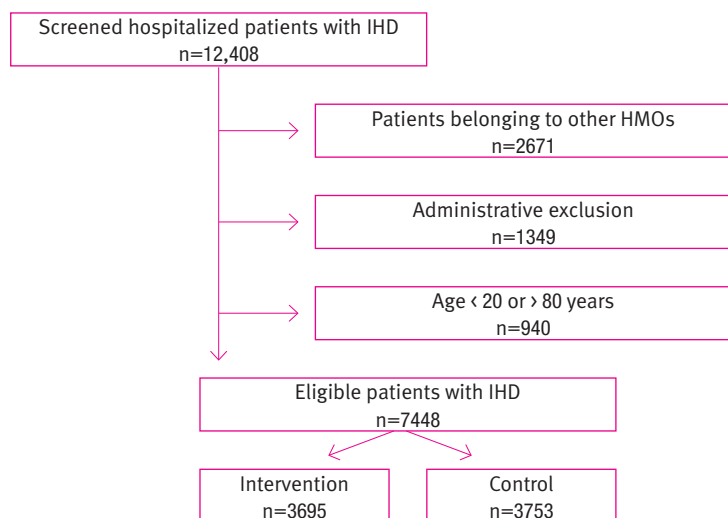 Screened hospitalized patients with IHD
n=12,408
Patients belonging to other HMOs
n=2671
Administrative exclusion
n=1349
Age < 20 or > 80 years
n=940
Eligible patients with IHD
n=7448
Intervention
n=3695
Control
n=3753